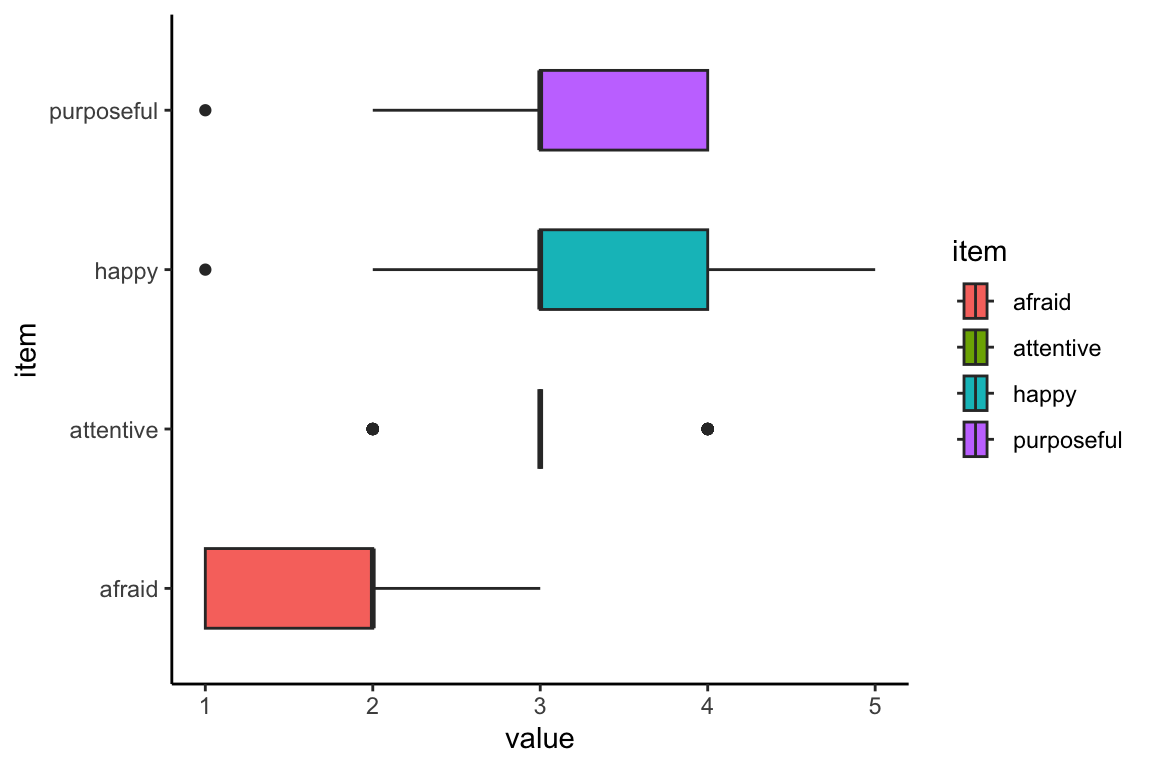 purposeful
happy
attentive
afraid
item
1 2 3 4 5
value
item
afraid
attentive
happy
purposeful